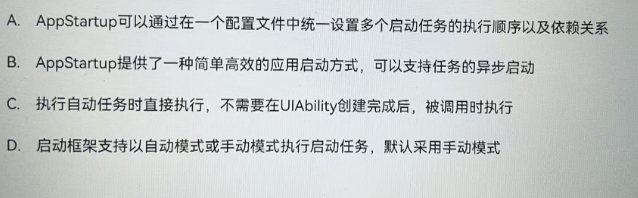 A. AppStartup可以通过在一个配置文件中统一设置多个启动任务的执行顺序以及依赖关系
B. AppStartup提供了一种简单高效的应用启动方式，可以支持任务的异步启动
C. 执行自动任务时直接执行，不需要在UIAbility创建完成后，被调用时执行
D. 启动框架支持以自动模式或手动模式执行启动任务，默认采用手动模式